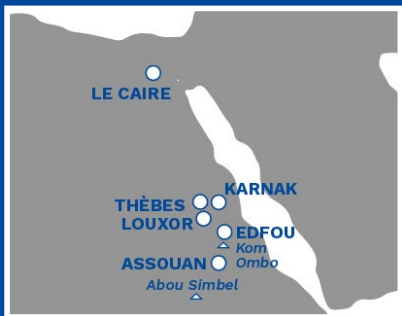 LE CAIRE
KARNAK
THÈBES
LOUXOR
EDFOU
Kom
Ombo
ASSOUAN
Abou Simbel